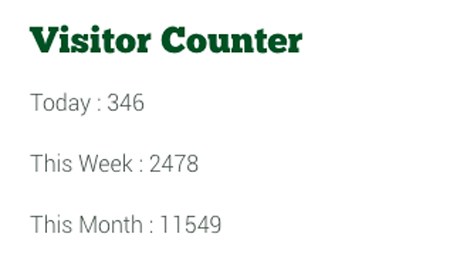 Visitor Counter
Today : 346
This Week : 2478
This Month : 11549